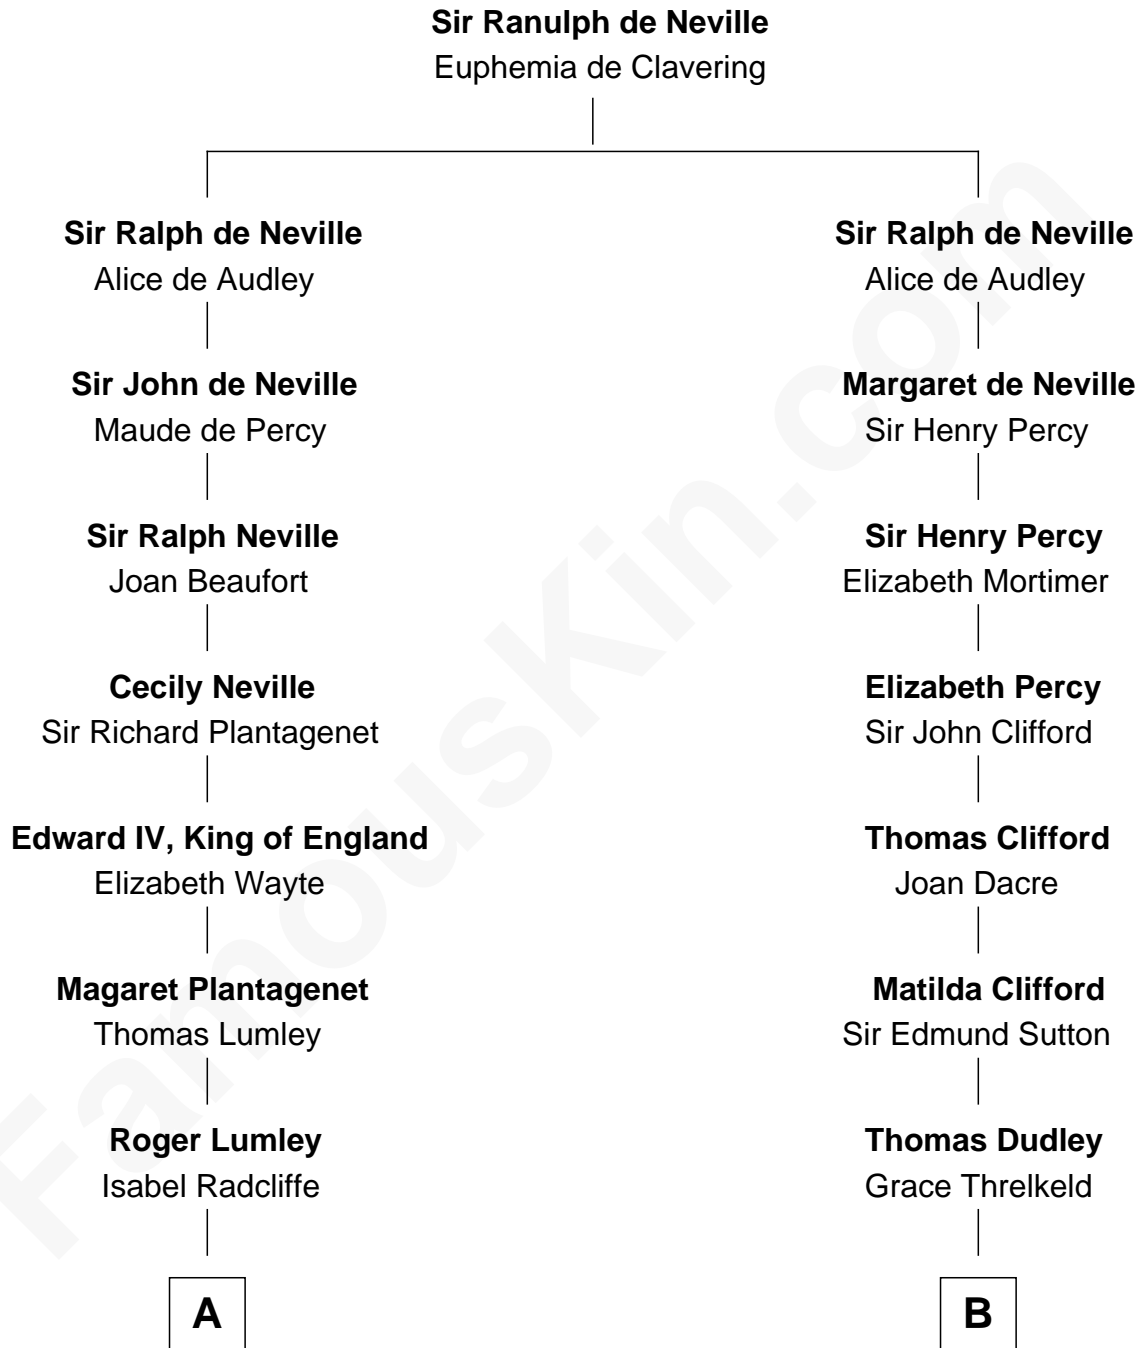 Sir Ranulph de Neville
Euphemia de Clavering
Sir Ralph de Neville
Alice de Audley
Sir Ralph de Neville
Alice de Audley
Sir John de Neville
Maude de Percy
Margaret de Neville
Sir Henry Percy
Sir Ralph Neville
Joan Beaufort
Sir Henry Percy
Elizabeth Mortimer
Cecily Neville
Sir Richard Plantagenet
Elizabeth Percy
Sir John Clifford
Edward IV, King of England
Elizabeth Wayte
Thomas Clifford
Joan Dacre
Magaret Plantagenet
Thomas Lumley
Matilda Clifford
Sir Edmund Sutton
Roger Lumley
Isabel Radcliffe
Thomas Dudley
Grace Threlkeld
A
B
FamousKin.com